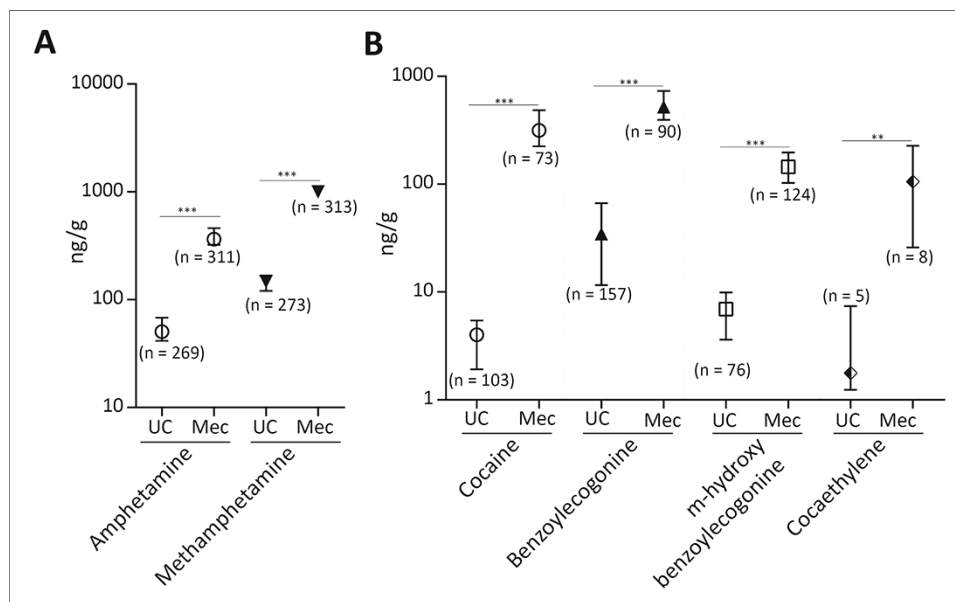 A
ng/g
10000
1000
100
10
***
***
(n = 311)
(n = 313)
(n = 269)
(n = 273)
UC Mec UC Mec
Amphetamine
Methamphetamine
B
ng/g
1000
100
10
1
***
***
***
**
(n = 73)
(n = 90)
(n = 124)
(n = 8)
(n = 103)
(n = 157)
(n = 76)
(n = 5)
UC Mec UC Mec UC Mec UC Mec
Cocaine
Benzoylecogonine
m-hydroxy
benzoylecogonine
Cocaethylene